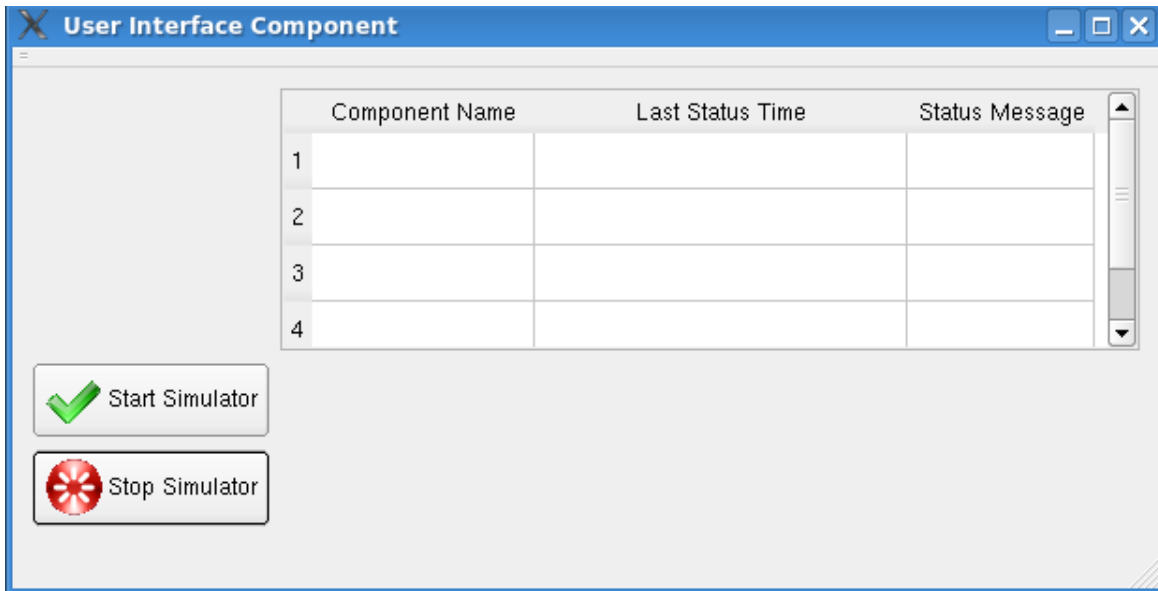 User Interface Component
Component Name Last Status Time Status Message
1
2
3
4
Start Simulator
Stop Simulator